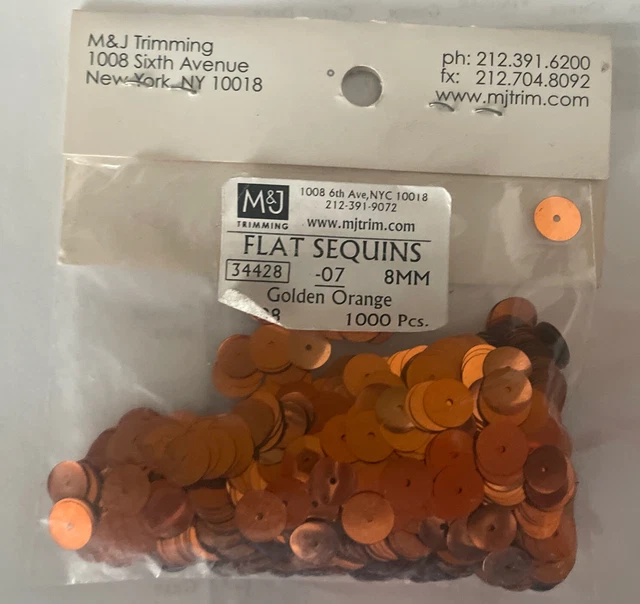 M&J Trimming
1008 Sixth Avenue
New York, NY 10018
ph: 212.391.6200
fx: 212.704.8092
www.mjtrim.com
M&J
TRIMMING
1008 6th Ave,NYC 10018
212-391-9072
www.mjtrim.com
FLAT SEQUINS
34428 -07 8MM
Golden Orange
1000 Pcs.